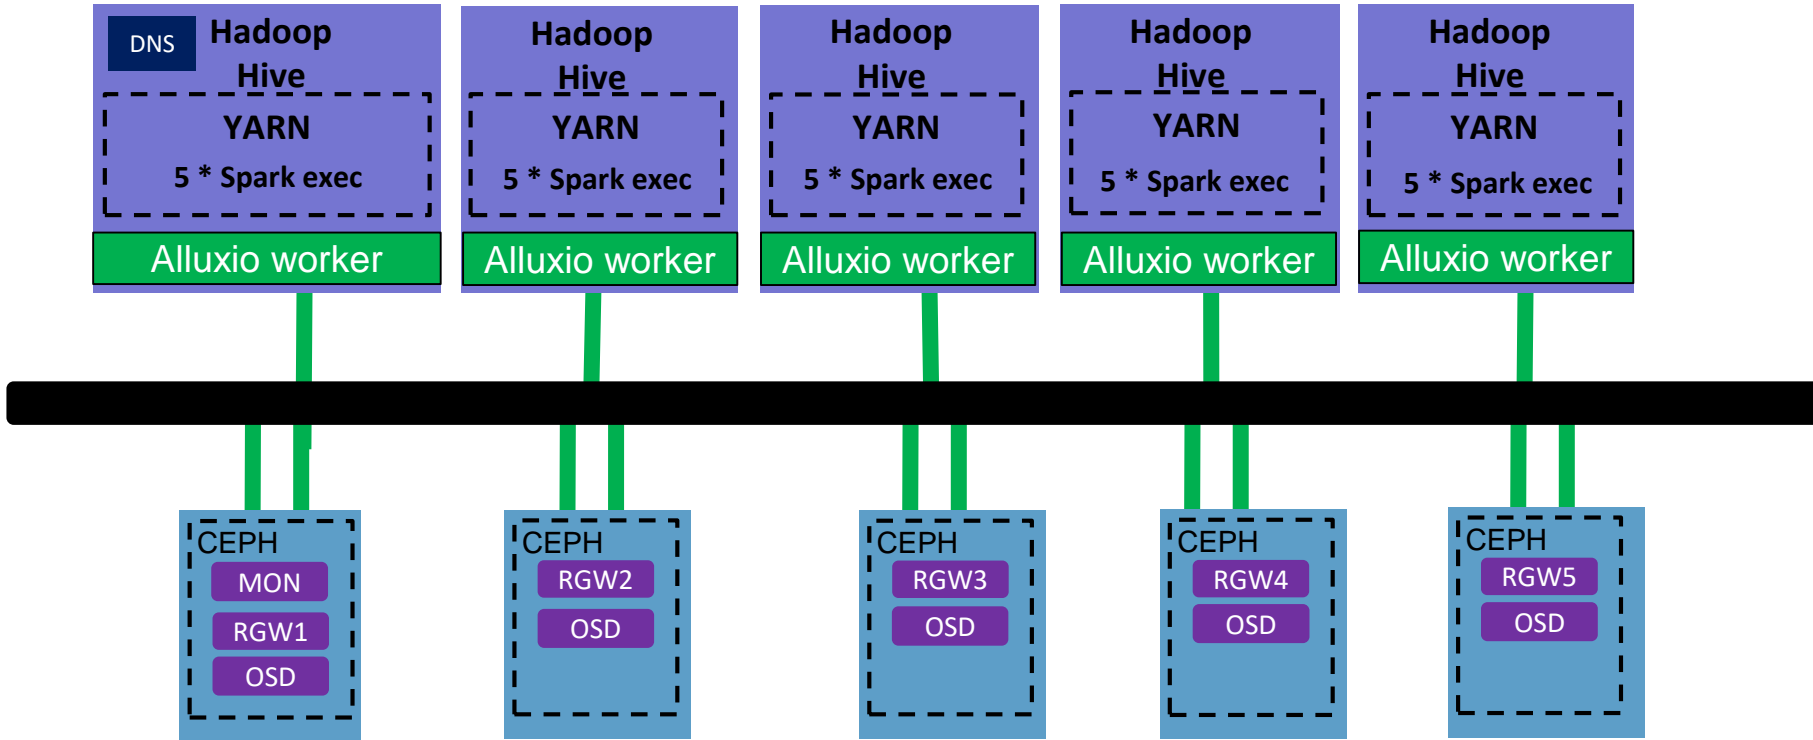 DNS
Hadoop
Hive
YARN
5 * Spark exec
Alluxio worker
Hadoop
Hive
YARN
5 * Spark exec
Alluxio worker
Hadoop
Hive
YARN
5 * Spark exec
Alluxio worker
Hadoop
Hive
YARN
5 * Spark exec
Alluxio worker
Hadoop
Hive
YARN
5 * Spark exec
Alluxio worker
CEPH
MON
RGW1
OSD
CEPH
RGW2
OSD
CEPH
RGW3
OSD
CEPH
RGW4
OSD
CEPH
RGW5
OSD